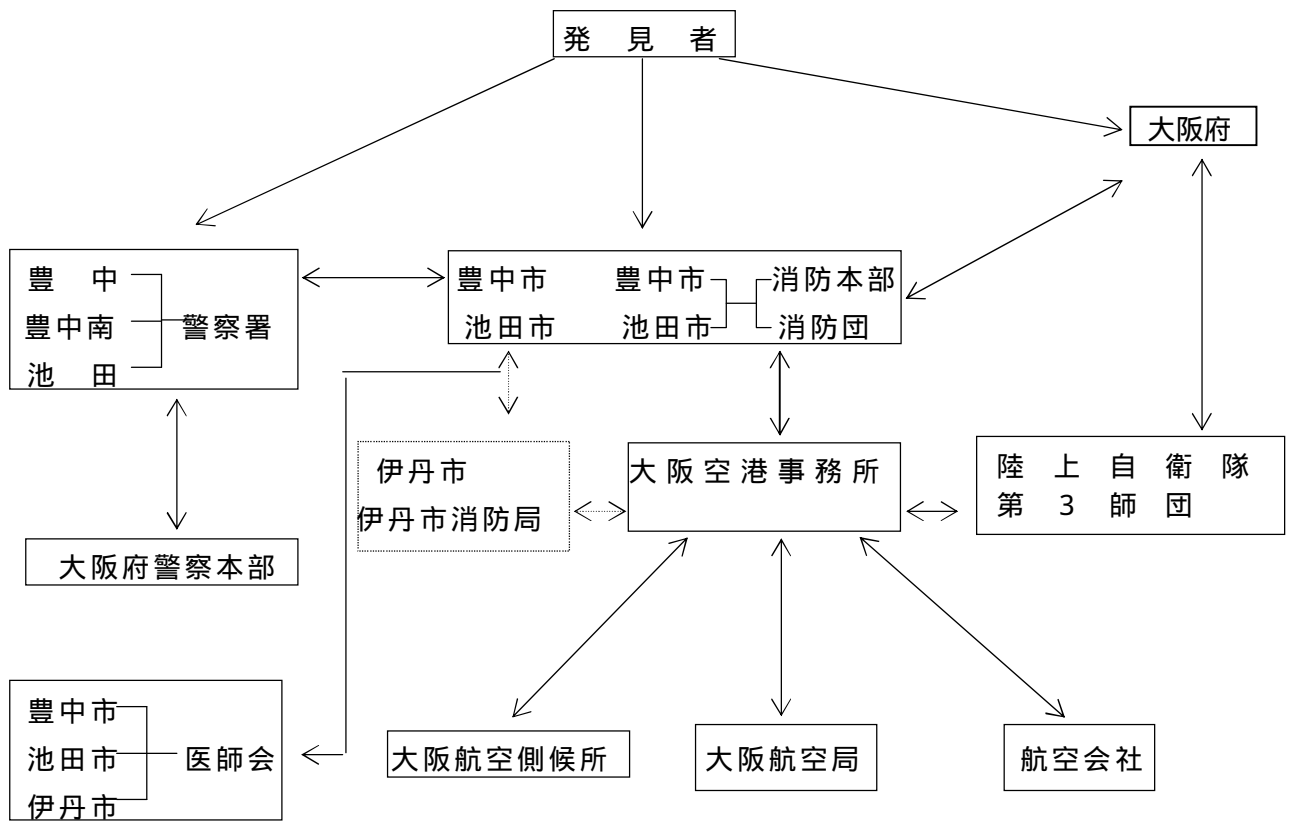 発見者
大阪府
豊中
豊中南 警察署
池田
豊中市 豊中市 消防本部
池田市 池田市 消防団
伊丹市
伊丹市消防局
大阪空港事務所
陸上自衛隊
第3師団
大阪府警察本部
豊中市
池田市 医師会
伊丹市
大阪航空側候所
大阪航空局
航空会社